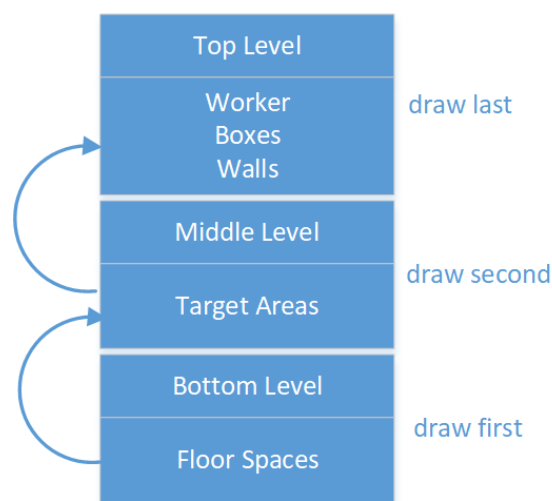 Top Level
Worker
Boxes
Walls
draw last
Middle Level
Target Areas
draw second
Bottom Level
Floor Spaces
draw first